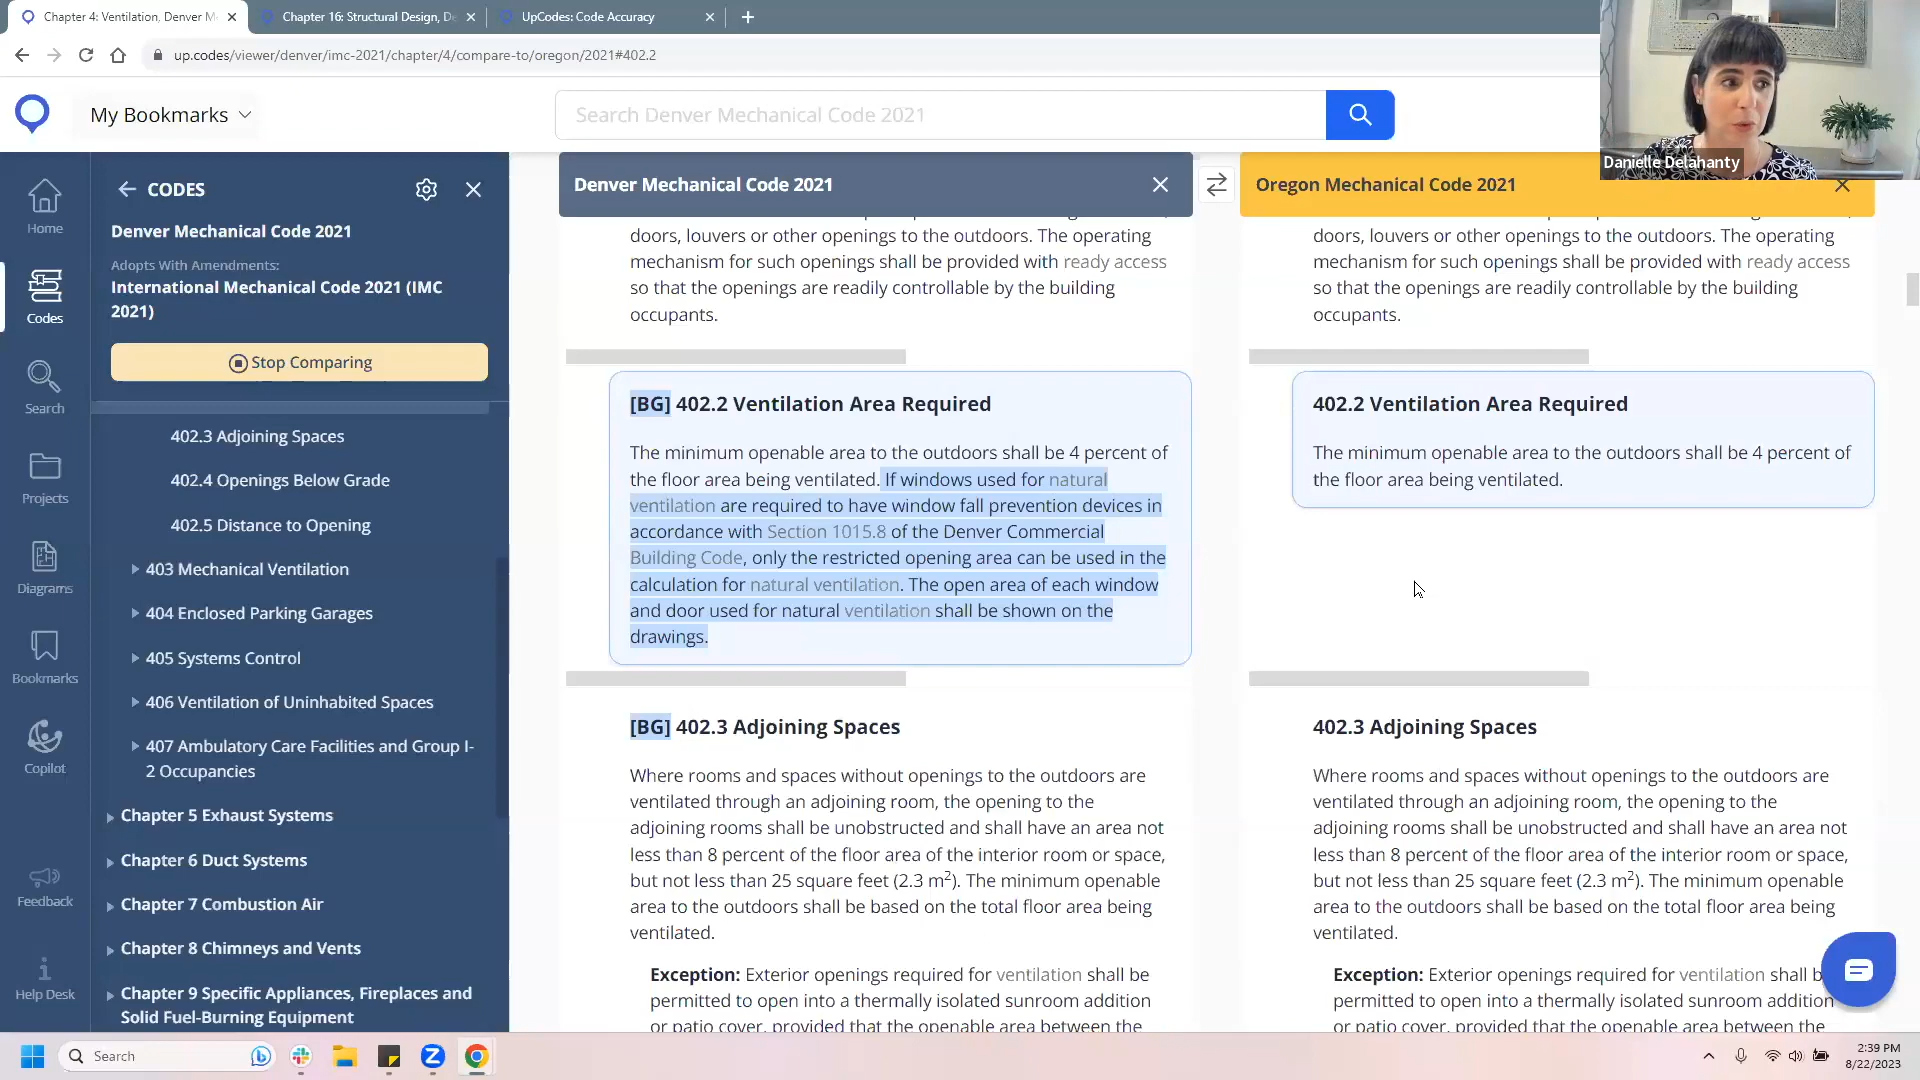 Chapter 4: Ventilation, Denver M
Chapter 16: Structural Design, De
UpCodes: Code Accuracy
up.codes/viewer/denver/imc-2021/chapter/4/compare-to/oregon/2021#402.2
My Bookmarks
Search Denver Mechanical Code 2021
Danielle Delahanty
Home
Codes
Search
Projects
Diagrams
Bookmarks
Copilot
Feedback
Help Desk
CODES
Denver Mechanical Code 2021
Adopts With Amendments:
International Mechanical Code 2021 (IMC
2021)
Stop Comparing
402.3 Adjoining Spaces
402.4 Openings Below Grade
402.5 Distance to Opening
403 Mechanical Ventilation
404 Enclosed Parking Garages
405 Systems Control
406 Ventilation of Uninhabited Spaces
407 Ambulatory Care Facilities and Group I-
2 Occupancies
Chapter 5 Exhaust Systems
Chapter 6 Duct Systems
Chapter 7 Combustion Air
Chapter 8 Chimneys and Vents
Chapter 9 Specific Appliances, Fireplaces and
Solid Fuel-Burning Equipment
Denver Mechanical Code 2021
doors, louvers or other openings to the outdoors. The operating
mechanism for such openings shall be provided with ready access
so that the openings are readily controllable by the building
occupants.
[BG] 402.2 Ventilation Area Required
The minimum openable area to the outdoors shall be 4 percent of
the floor area being ventilated. If windows used for natural
ventilation are required to have window fall prevention devices in
accordance with Section 1015.8 of the Denver Commercial
Building Code, only the restricted opening area can be used in the
calculation for natural ventilation. The open area of each window
and door used for natural ventilation shall be shown on the
drawings.
[BG] 402.3 Adjoining Spaces
Where rooms and spaces without openings to the outdoors are
ventilated through an adjoining room, the opening to the
adjoining rooms shall be unobstructed and shall have an area not
less than 8 percent of the floor area of the interior room or space,
but not less than 25 square feet (2.3 m²). The minimum openable
area to the outdoors shall be based on the total floor area being
ventilated.
Exception: Exterior openings required for ventilation shall be
permitted to open into a thermally isolated sunroom addition
or patio cover, provided that the openable area between the
Oregon Mechanical Code 2021
doors, louvers or other openings to the outdoors. The operating
mechanism for such openings shall be provided with ready access
so that the openings are readily controllable by the building
occupants.
402.2 Ventilation Area Required
The minimum openable area to the outdoors shall be 4 percent of
the floor area being ventilated.
402.3 Adjoining Spaces
Where rooms and spaces without openings to the outdoors are
ventilated through an adjoining room, the opening to the
adjoining rooms shall be unobstructed and shall have an area not
less than 8 percent of the floor area of the interior room or space,
but not less than 25 square feet (2.3 m²). The minimum openable
area to the outdoors shall be based on the total floor area being
ventilated.
Exception: Exterior openings required for ventilation shall b
permitted to open into a thermally isolated sunroom addition
or patio cover, provided that the openable area between the
Search
2:39 PM
8/22/2023